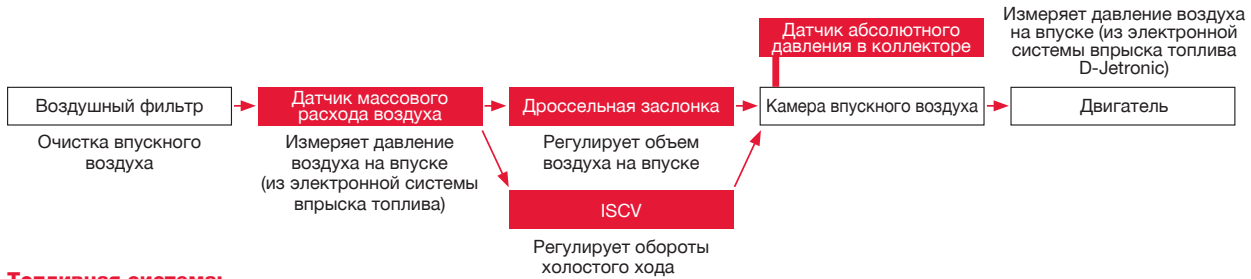 Датчик абсолютного
давления в коллекторе
Измеряет давление воздуха
на впуске (из электронной
системы впрыска топлива
D-Jetronic)
Воздушный фильтр
Датчик массового
расхода воздуха
Дроссельная заслонка
Камера впускного воздуха
Двигатель
Очистка впускного
воздуха
Измеряет давление
воздуха на впуске
(из электронной системы
впрыска топлива)
Регулирует объем
воздуха на впуске
ISCV
Регулирует обороты
холостого хода
Топливная система: